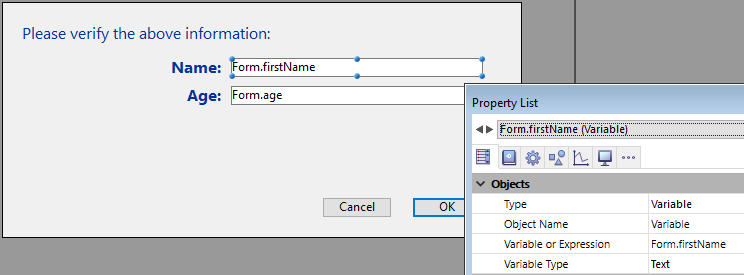 Please verify the above information:
Name: Form.firstName
Age: Form.age
Cancel OK
Property List
Form.firstName (Variable)
Objects
Type Variable
Object Name Variable
Variable or Expression Form.firstName
Variable Type Text